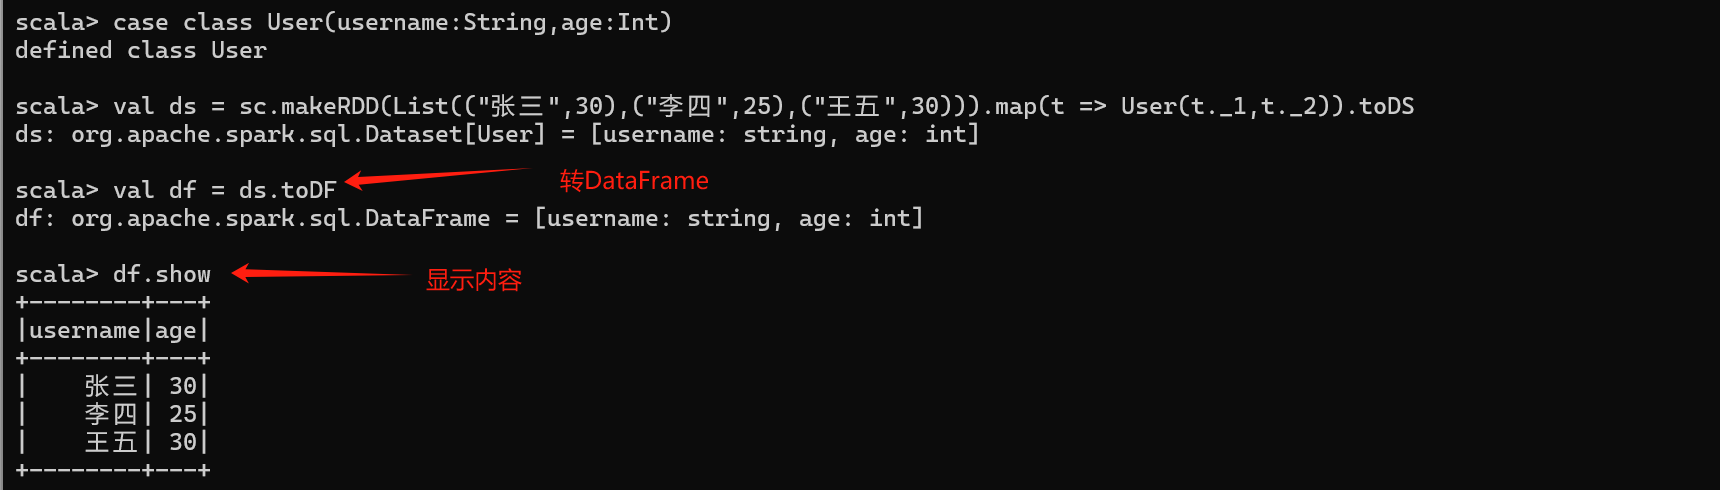 scala> case class User(username:String,age:Int)
defined class User
scala> val ds = sc.makeRDD(List(("张三",30),("李四",25),("王五",30))).map(t => User(t._1,t._2)).toDS
ds: org.apache.spark.sql.Dataset[User] = [username: string, age: int]
scala> val df = ds.toDF
转DataFrame
df: org.apache.spark.sql.DataFrame = [username: string, age: int]
scala> df.show
显示内容
+--------+---+
|username|age|
+--------+---+
|    张三| 30|
|    李四| 25|
|    王五| 30|
+--------+---+